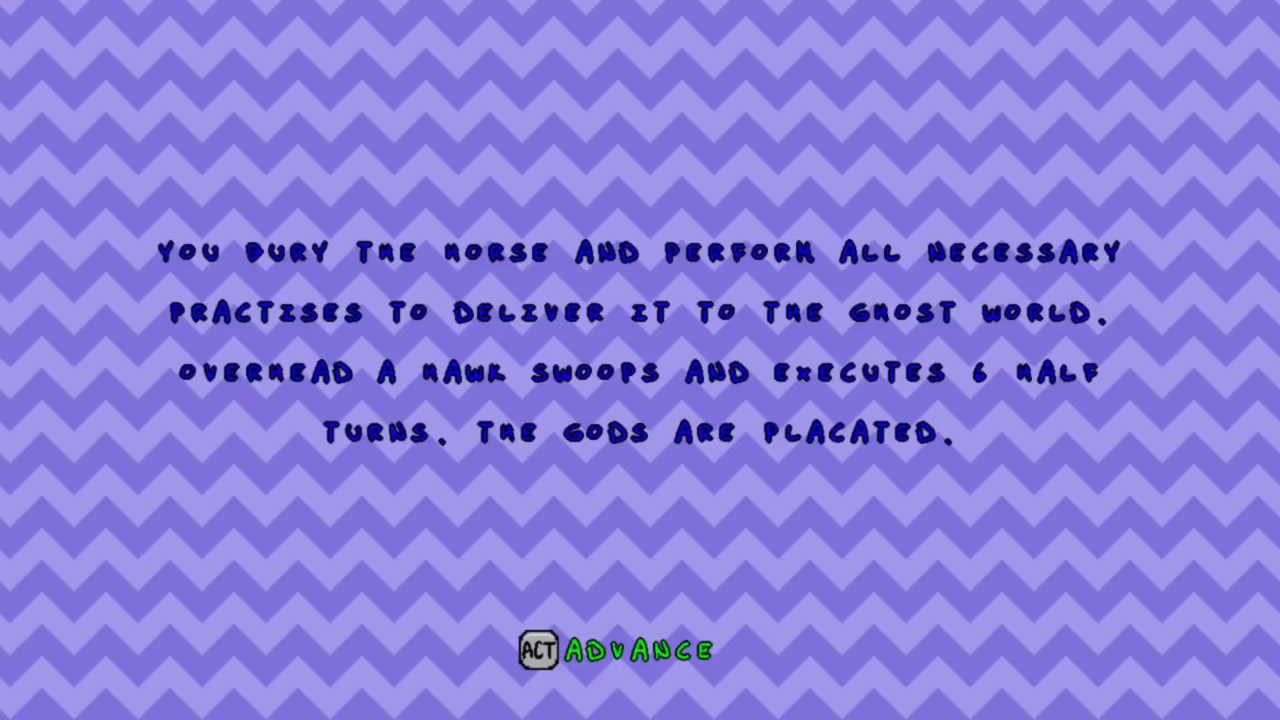 YOU BURY THE HORSE AND PERFORM ALL NECESSARY
PRACTISES TO DELIVER IT TO THE GHOST WORLD.
OVERHEAD A HAWK SWOOPS AND EXECUTES 6 HALF
TURNS. THE GODS ARE PLACATED.
ACT ADVANCE